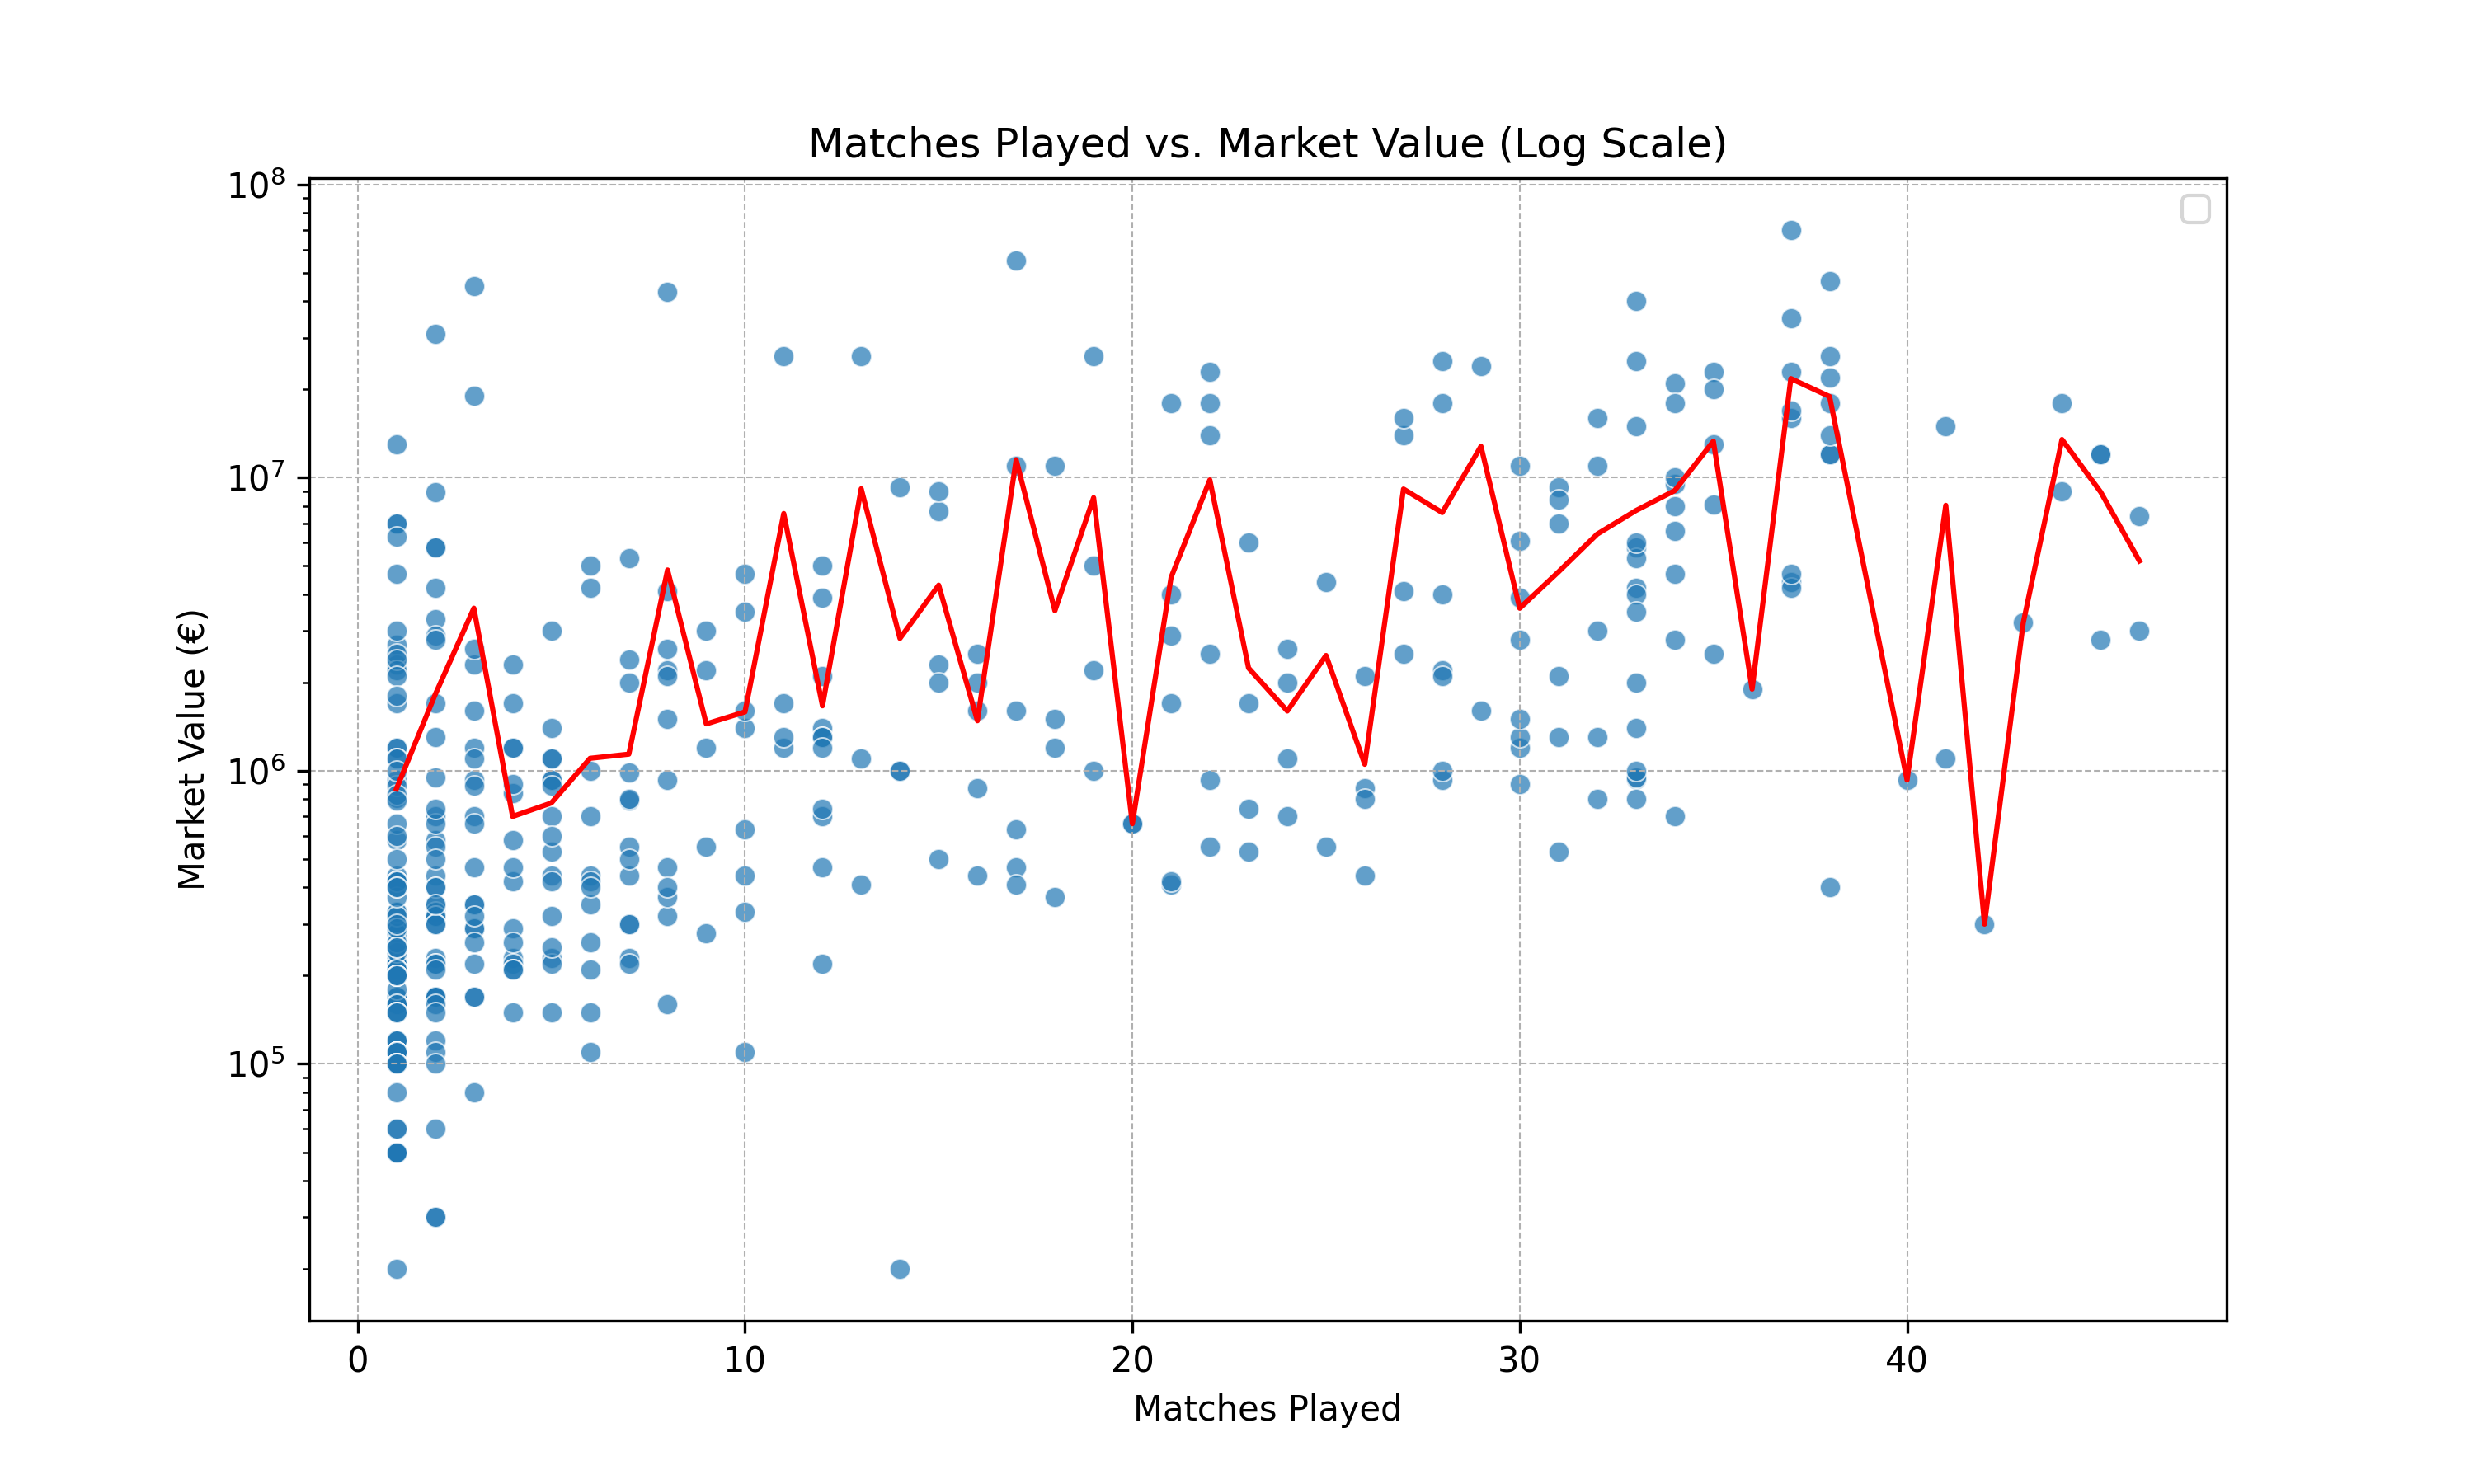 Matches Played vs. Market Value (Log Scale)
10⁸
10⁷
10⁶
10⁵
Market Value (€)
0 10 20 30 40
Matches Played